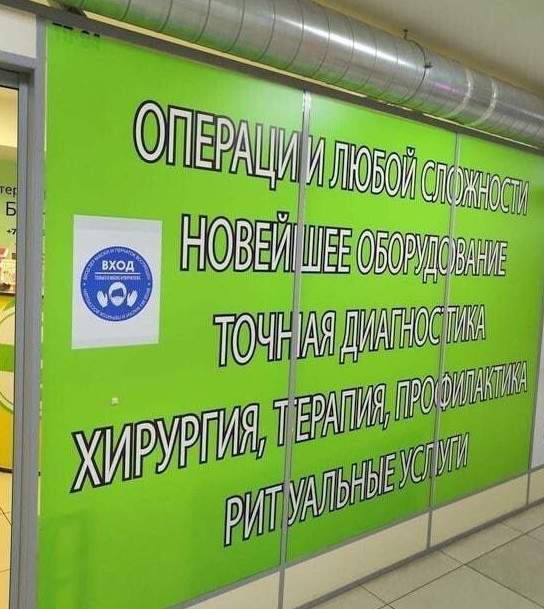 ОПЕРАЦИИ ЛЮБОЙ СЛОЖНОСТИ
НОВЕЙШЕЕ ОБОРУДОВАНИЕ
ВХОД
ТОЧНАЯ ДИАГНОСТИКА
ХИРУРГИЯ, ТЕРАПИЯ, ПРОФИЛАКТИКА
РИТУАЛЬНЫЕ УСЛУГИ